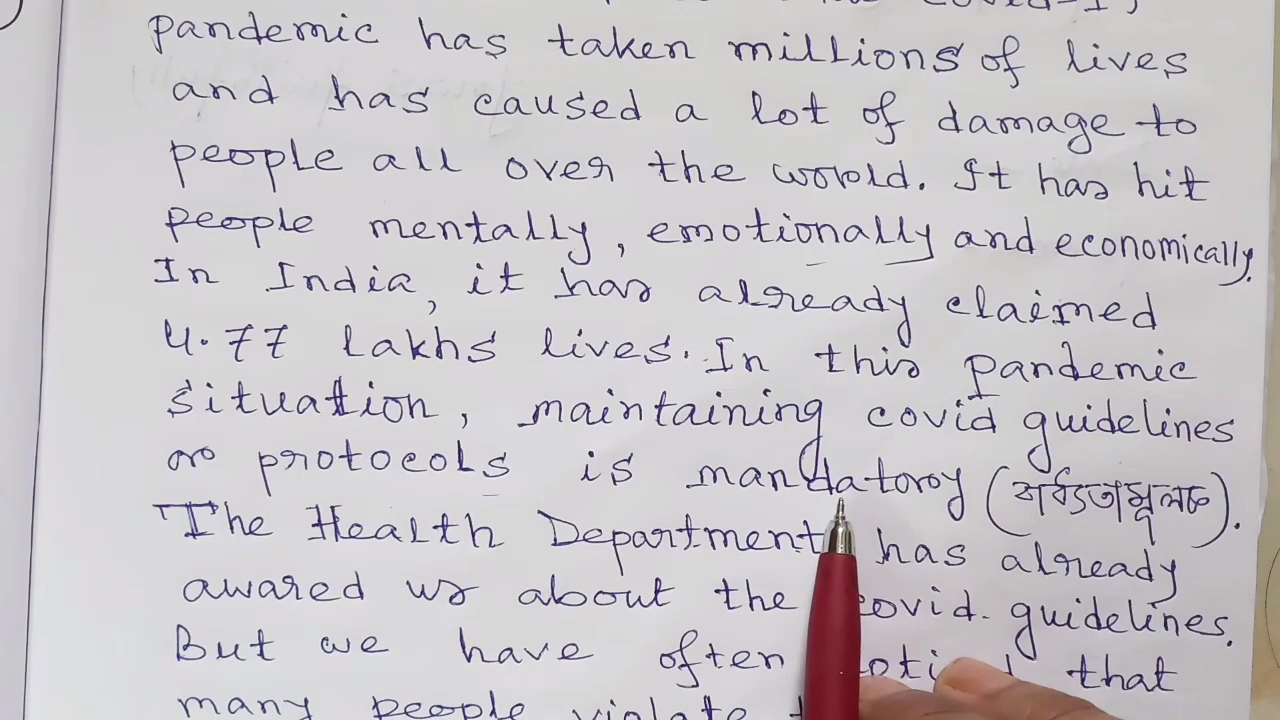 pandemic has taken millions of lives
and has caused a lot of damage to
people all over the world. It has hit
people mentally, emotionally and economically.
In India, it has already claimed
4.77 lakhs lives. In this pandemic
situation, maintaining covid guidelines
or protocols is mandatory (বাধ্যতামূলক).
The Health Department has already
awared us about the covid guidelines.
But we have often that
many people violate